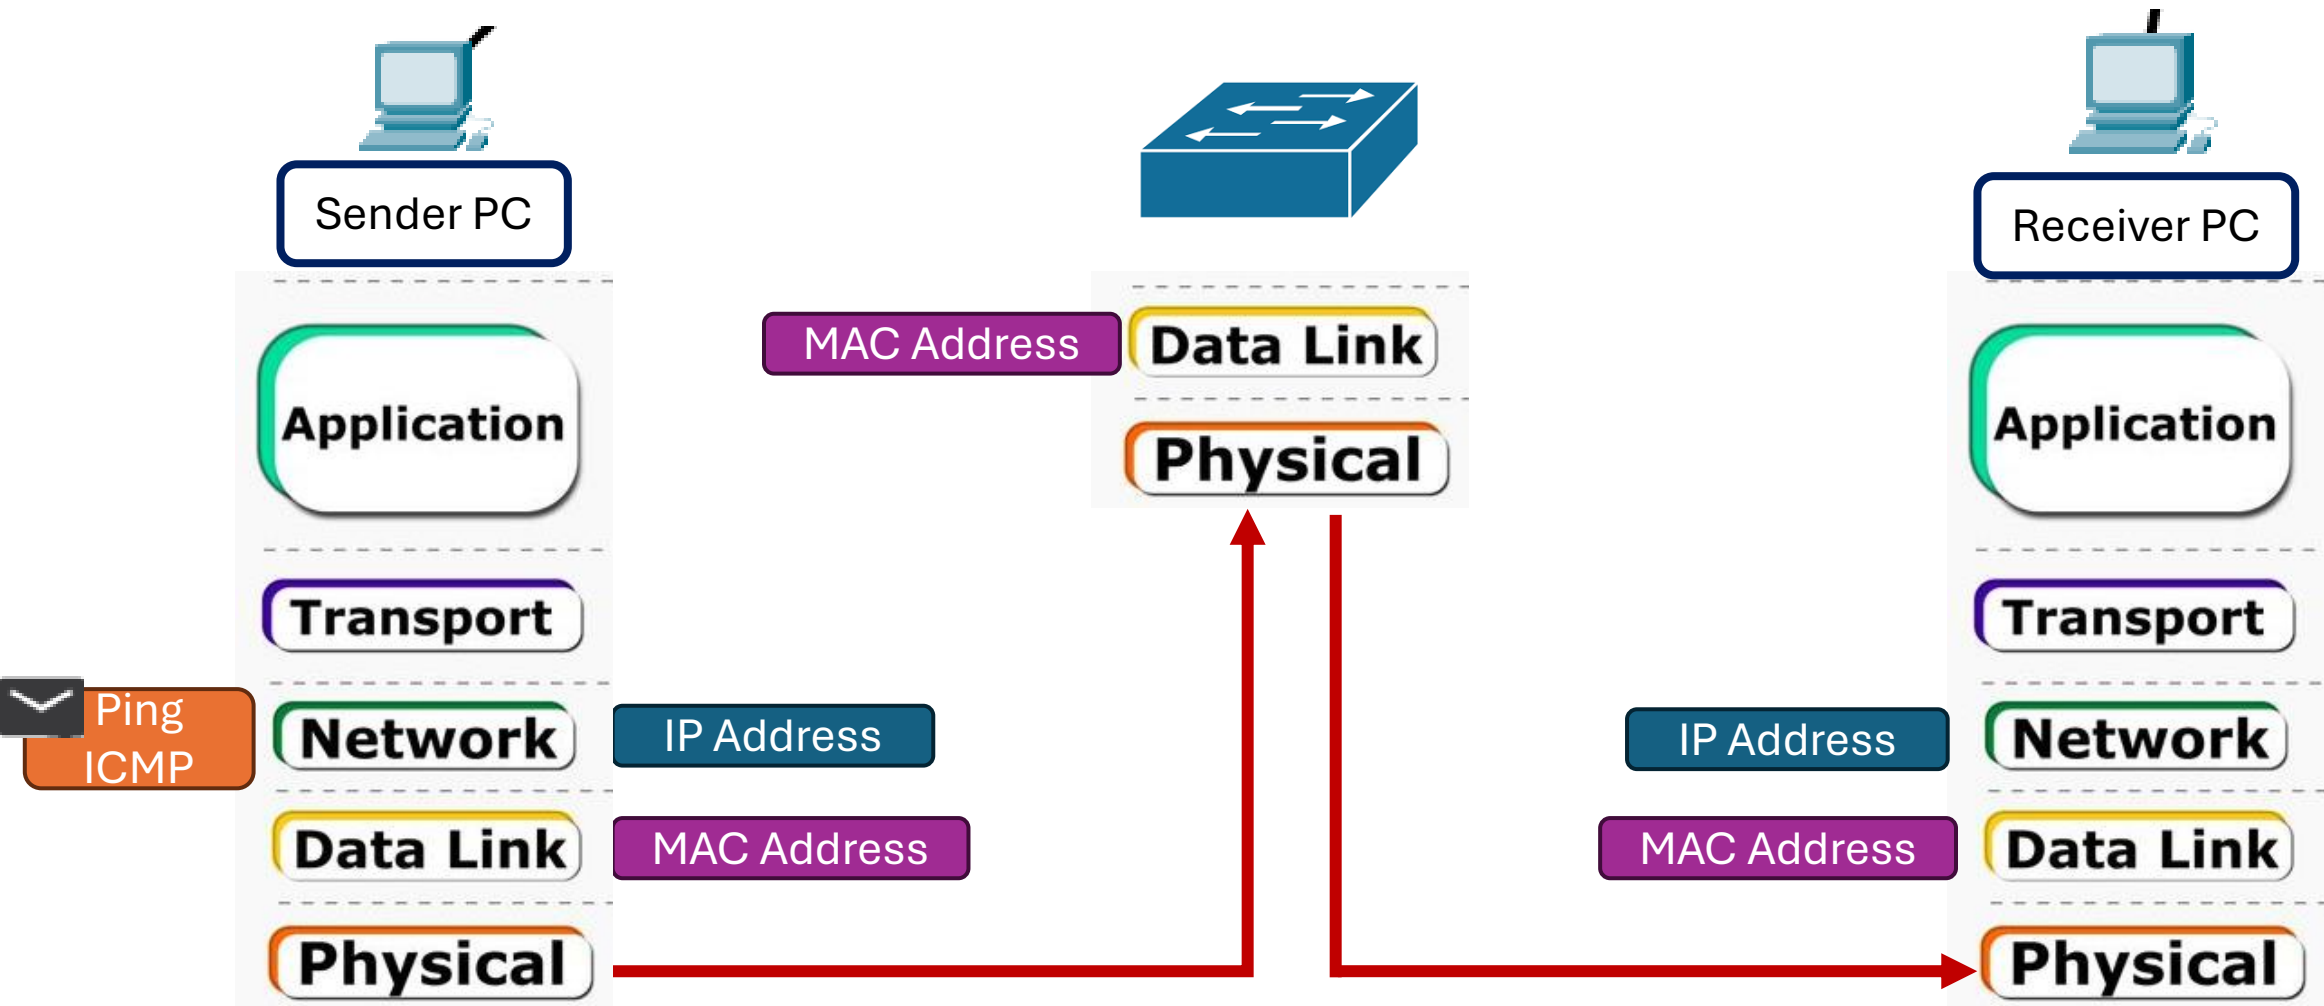 Sender PC
Receiver PC
MAC Address
Data Link
Physical
Application
Transport
Ping
ICMP
Network
IP Address
Data Link
MAC Address
Physical
Application
Transport
IP Address
Network
MAC Address
Data Link
Physical